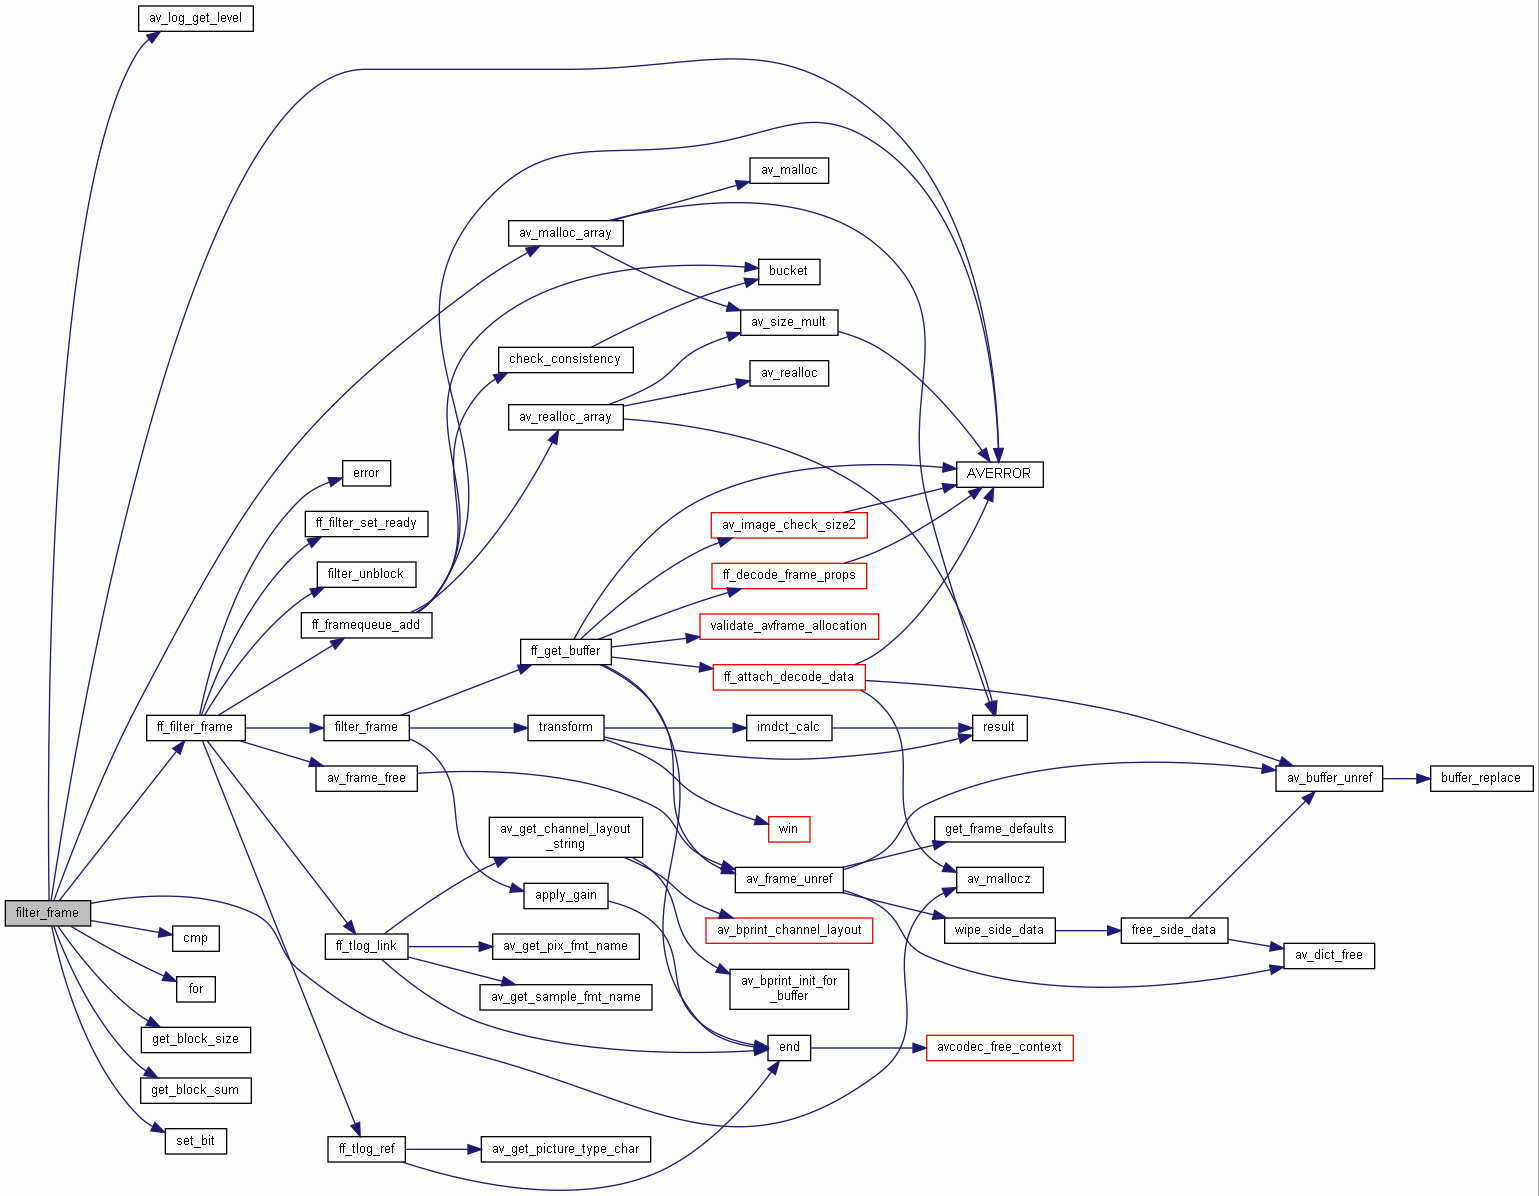 av_log_get_level
av_malloc
av_malloc_array
bucket
av_size_mult
check_consistency
av_realloc
av_realloc_array
error
AVERROR
ff_filter_set_ready
av_image_check_size2
filter_unblock
ff_decode_frame_props
ff_framequeue_add
validate_avframe_allocation
ff_get_buffer
ff_attach_decode_data
ff_filter_frame
filter_frame
transform
imdct_calc
result
av_frame_free
av_buffer_unref
buffer_replace
av_get_channel_layout
_string
win
get_frame_defaults
av_frame_unref
av_mallocz
apply_gain
filter_frame
cmp
ff_tlog_link
av_get_pix_fmt_name
av_bprint_channel_layout
wipe_side_data
free_side_data
av_dict_free
for
av_get_sample_fmt_name
av_bprint_init_for
_buffer
get_block_size
end
avcodec_free_context
get_block_sum
set_bit
ff_tlog_ref
av_get_picture_type_char